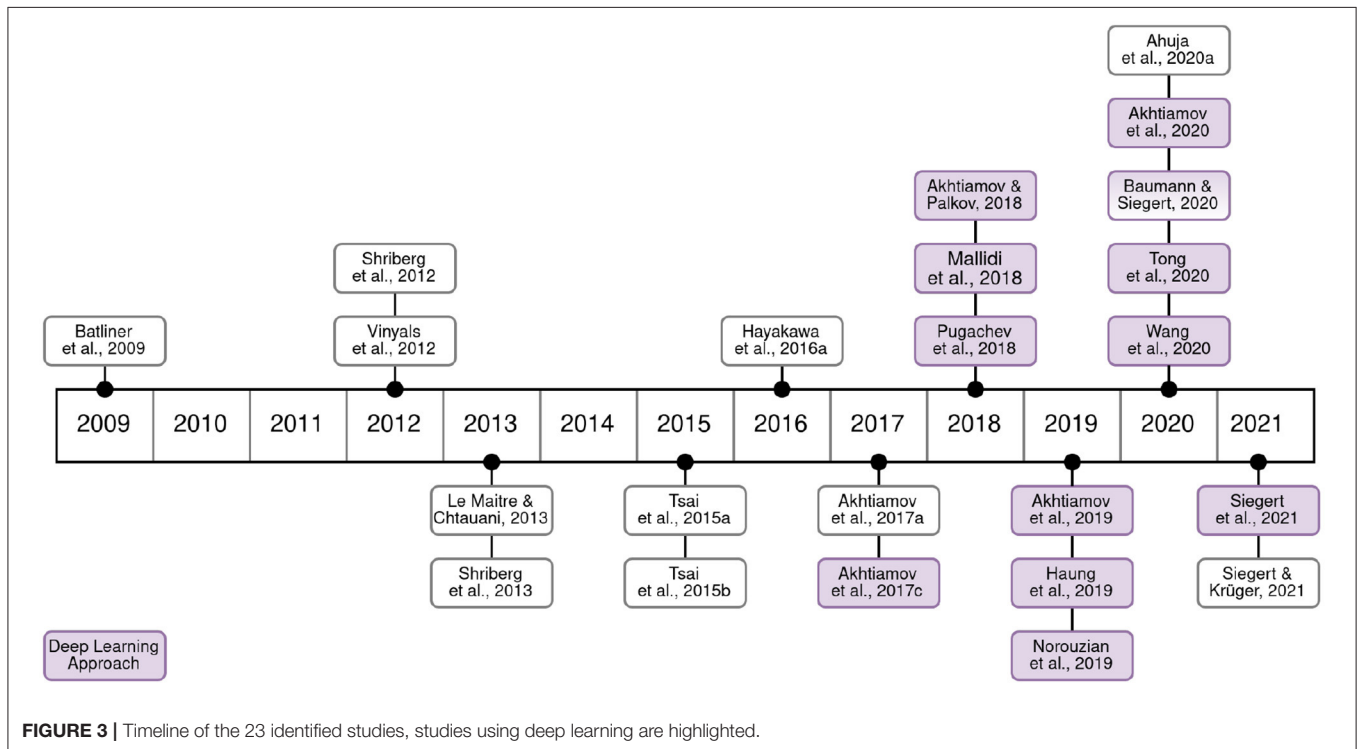 Ahuja
et al., 2020a
Akhtiamov
et al., 2020
Akhtiamov &
Palkov, 2018
Baumann &
Siegert, 2020
Shriberg
et al., 2012
Mallidi
et al., 2018
Tong
et al., 2020
Batliner
et al., 2009
Vinyals
et al., 2012
Hayakawa
et al., 2016a
Pugachev
et al., 2018
Wang
et al., 2020
2009 2010 2011 2012 2013 2014 2015 2016 2017 2018 2019 2020 2021
Le Maitre &
Chtauani, 2013
Tsai
et al., 2015a
Akhtiamov
et al., 2017a
Akhtiamov
et al., 2019
Siegert
et al., 2021
Shriberg
et al., 2013
Tsai
et al., 2015b
Akhtiamov
et al., 2017c
Haung
et al., 2019
Siegert &
Krüger, 2021
Deep Learning
Approach
Norouzian
et al., 2019
FIGURE 3 | Timeline of the 23 identified studies, studies using deep learning are highlighted.